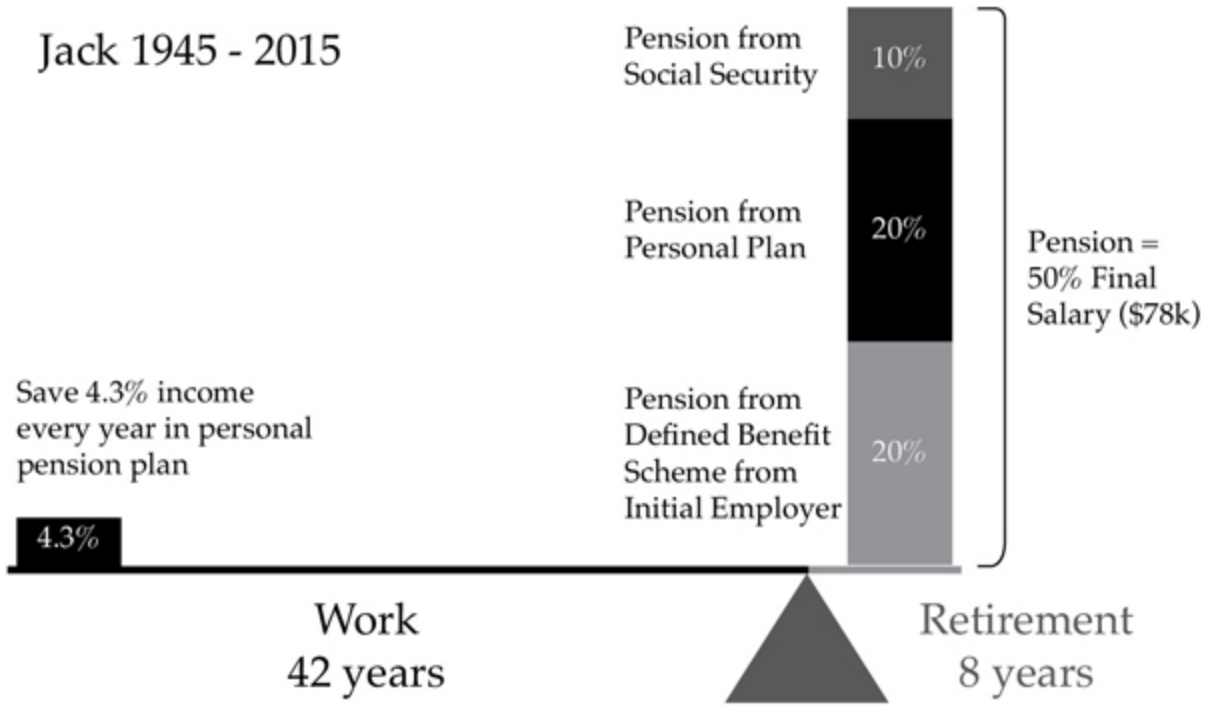 Jack 1945 - 2015
Pension from
Social Security
10%
Pension from
Personal Plan
20%
Pension =
50% Final
Salary ($78k)
Save 4.3% income
every year in personal
pension plan
4.3%
Pension from
Defined Benefit
Scheme from
Initial Employer
20%
Work
42 years
Retirement
8 years